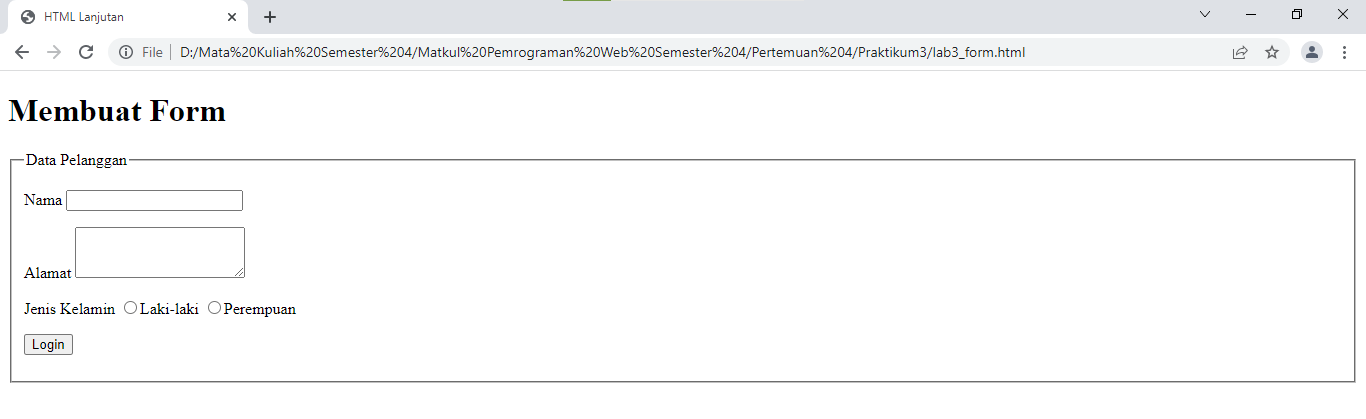 HTML Lanjutan
File D:/Mata%20Kuliah%20Semester%204/Matkul%20Pemrograman%20Web%20Semester%204/Pertemuan%204/Praktikum3/lab3_form.html
Membuat Form
Data Pelanggan
Nama
Alamat
Jenis Kelamin Laki-laki Perempuan
Login